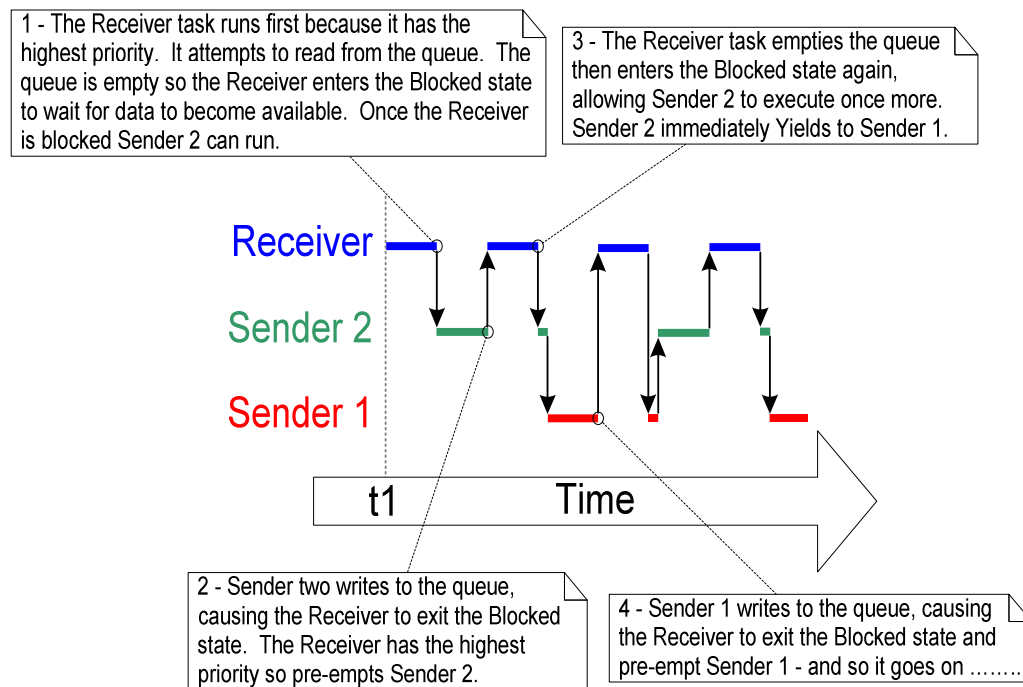 1 - The Receiver task runs first because it has the
highest priority. It attempts to read from the queue. The
queue is empty so the Receiver enters the Blocked state
to wait for data to become available. Once the Receiver
is blocked Sender 2 can run.
3 - The Receiver task empties the queue
then enters the Blocked state again,
allowing Sender 2 to execute once more.
Sender 2 immediately Yields to Sender 1.
Receiver
Sender 2
Sender 1
t1
Time
2 - Sender two writes to the queue,
causing the Receiver to exit the Blocked
state. The Receiver has the highest
priority so pre-empts Sender 2.
4 - Sender 1 writes to the queue, causing
the Receiver to exit the Blocked state and
pre-empt Sender 1 - and so it goes on ........